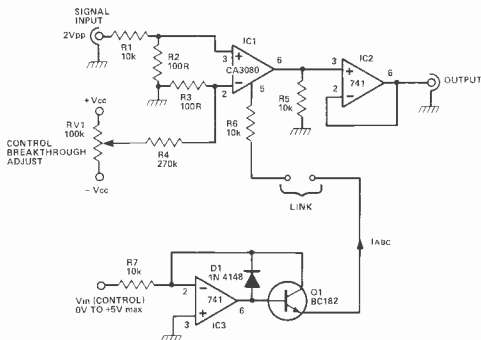 SIGNAL
INPUT
2Vpp
R1
10k
R2
100R
R3
100R
3
+
IC1
CA3080
−
2
5
6
R5
10k
3
+
IC2
741
−
2
6
OUTPUT
+Vcc
RV1
100k
CONTROL
BREAKTHROUGH
ADJUST
−Vcc
R4
270k
R6
10k
LINK
IABC
R7
10k
D1
1N 4148
Q1
BC182
2
−
741
+
3
6
IC3
Vin (CONTROL)
0V TO +5V max